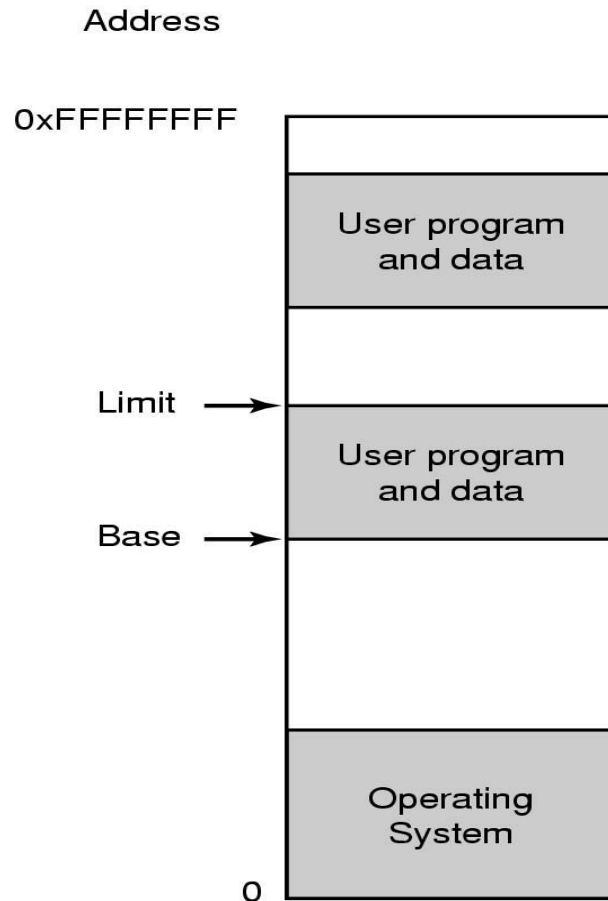 Address
0xFFFFFFFF
User program
and data
Limit
User program
and data
Base
Operating
System
0